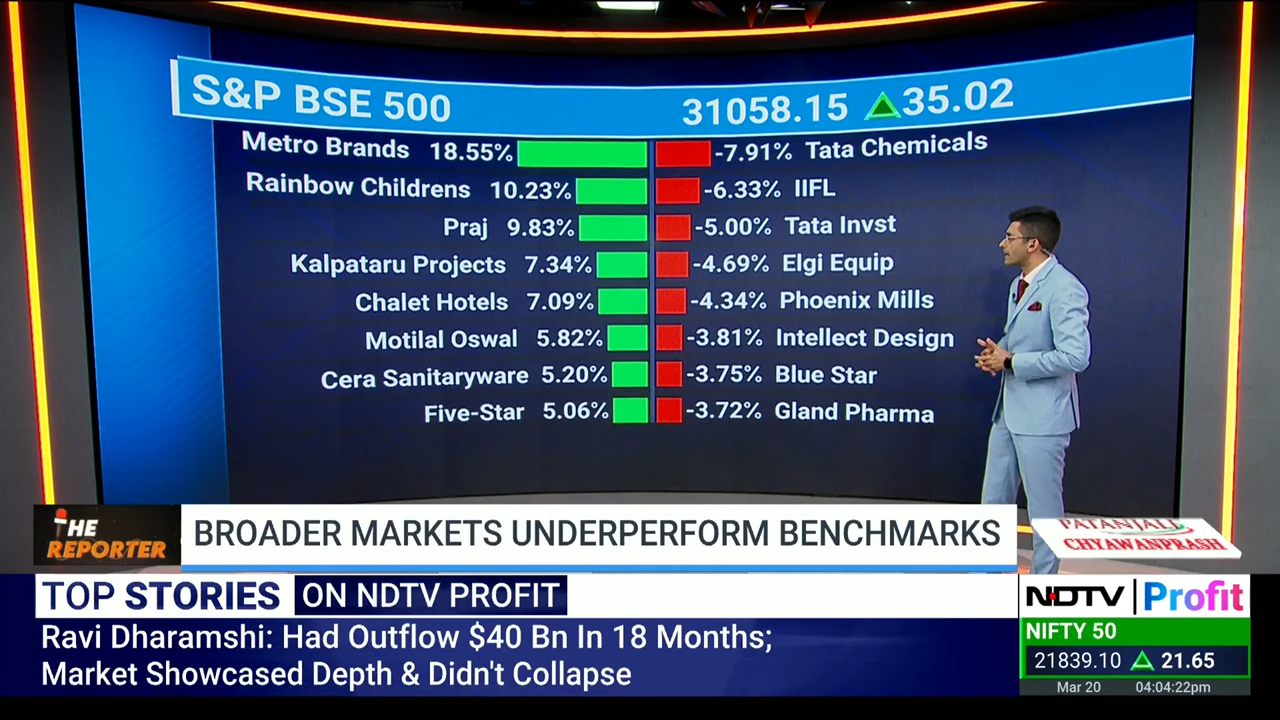 S&P BSE 500 31058.15 ▲35.02
Metro Brands 18.55% -7.91% Tata Chemicals
Rainbow Childrens 10.23% -6.33% IIFL
Praj 9.83% -5.00% Tata Invst
Kalpataru Projects 7.34% -4.69% Elgi Equip
Chalet Hotels 7.09% -4.34% Phoenix Mills
Motilal Oswal 5.82% -3.81% Intellect Design
Cera Sanitaryware 5.20% -3.75% Blue Star
Five-Star 5.06% -3.72% Gland Pharma
THE
REPORTER
BROADER MARKETS UNDERPERFORM BENCHMARKS
PATANJALI
CHYAWANPRASH
TOP STORIES ON NDTV PROFIT
Ravi Dharamshi: Had Outflow $40 Bn In 18 Months;
Market Showcased Depth & Didn't Collapse
NDTV Profit
NIFTY 50
21839.10 ▲ 21.65
Mar 20 04:04:22pm